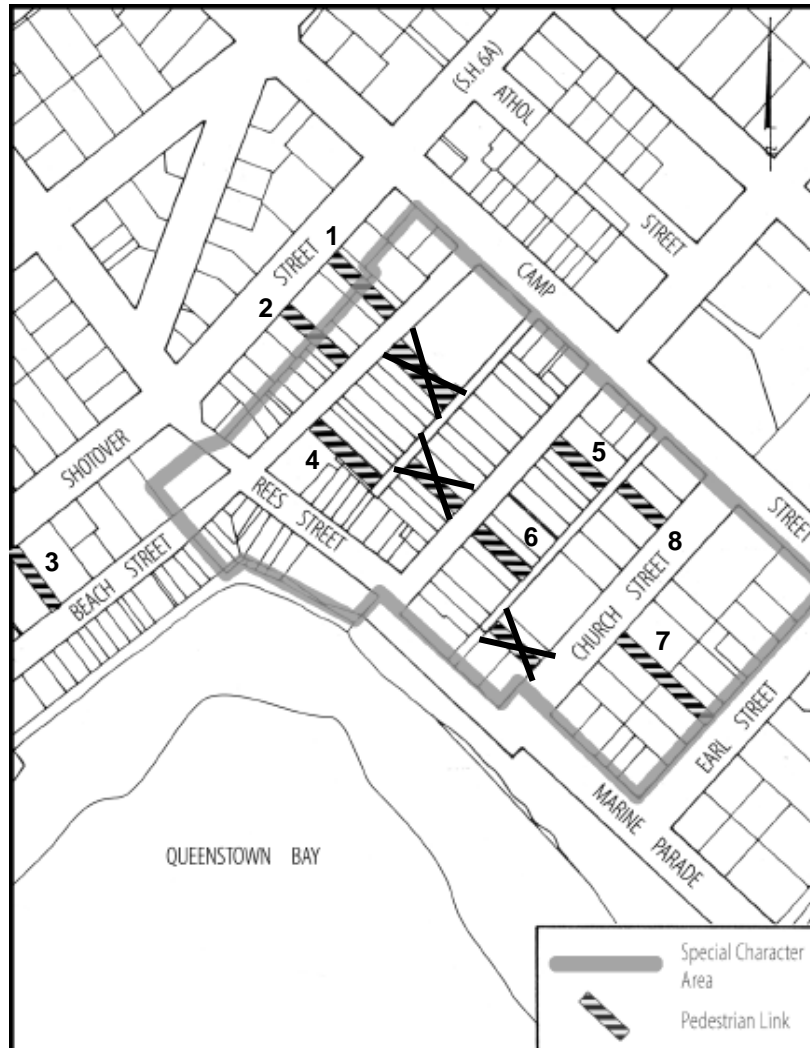 (S.H.6A)
ATHOL
STREET
1
STREET
CAMP
2
SHOTOVER
4
5
REES STREET
6
8
STREET
3
BEACH STREET
CHURCH STREET
7
EARL STREET
MARINE PARADE
QUEENSTOWN BAY
Special Character
Area
Pedestrian Link